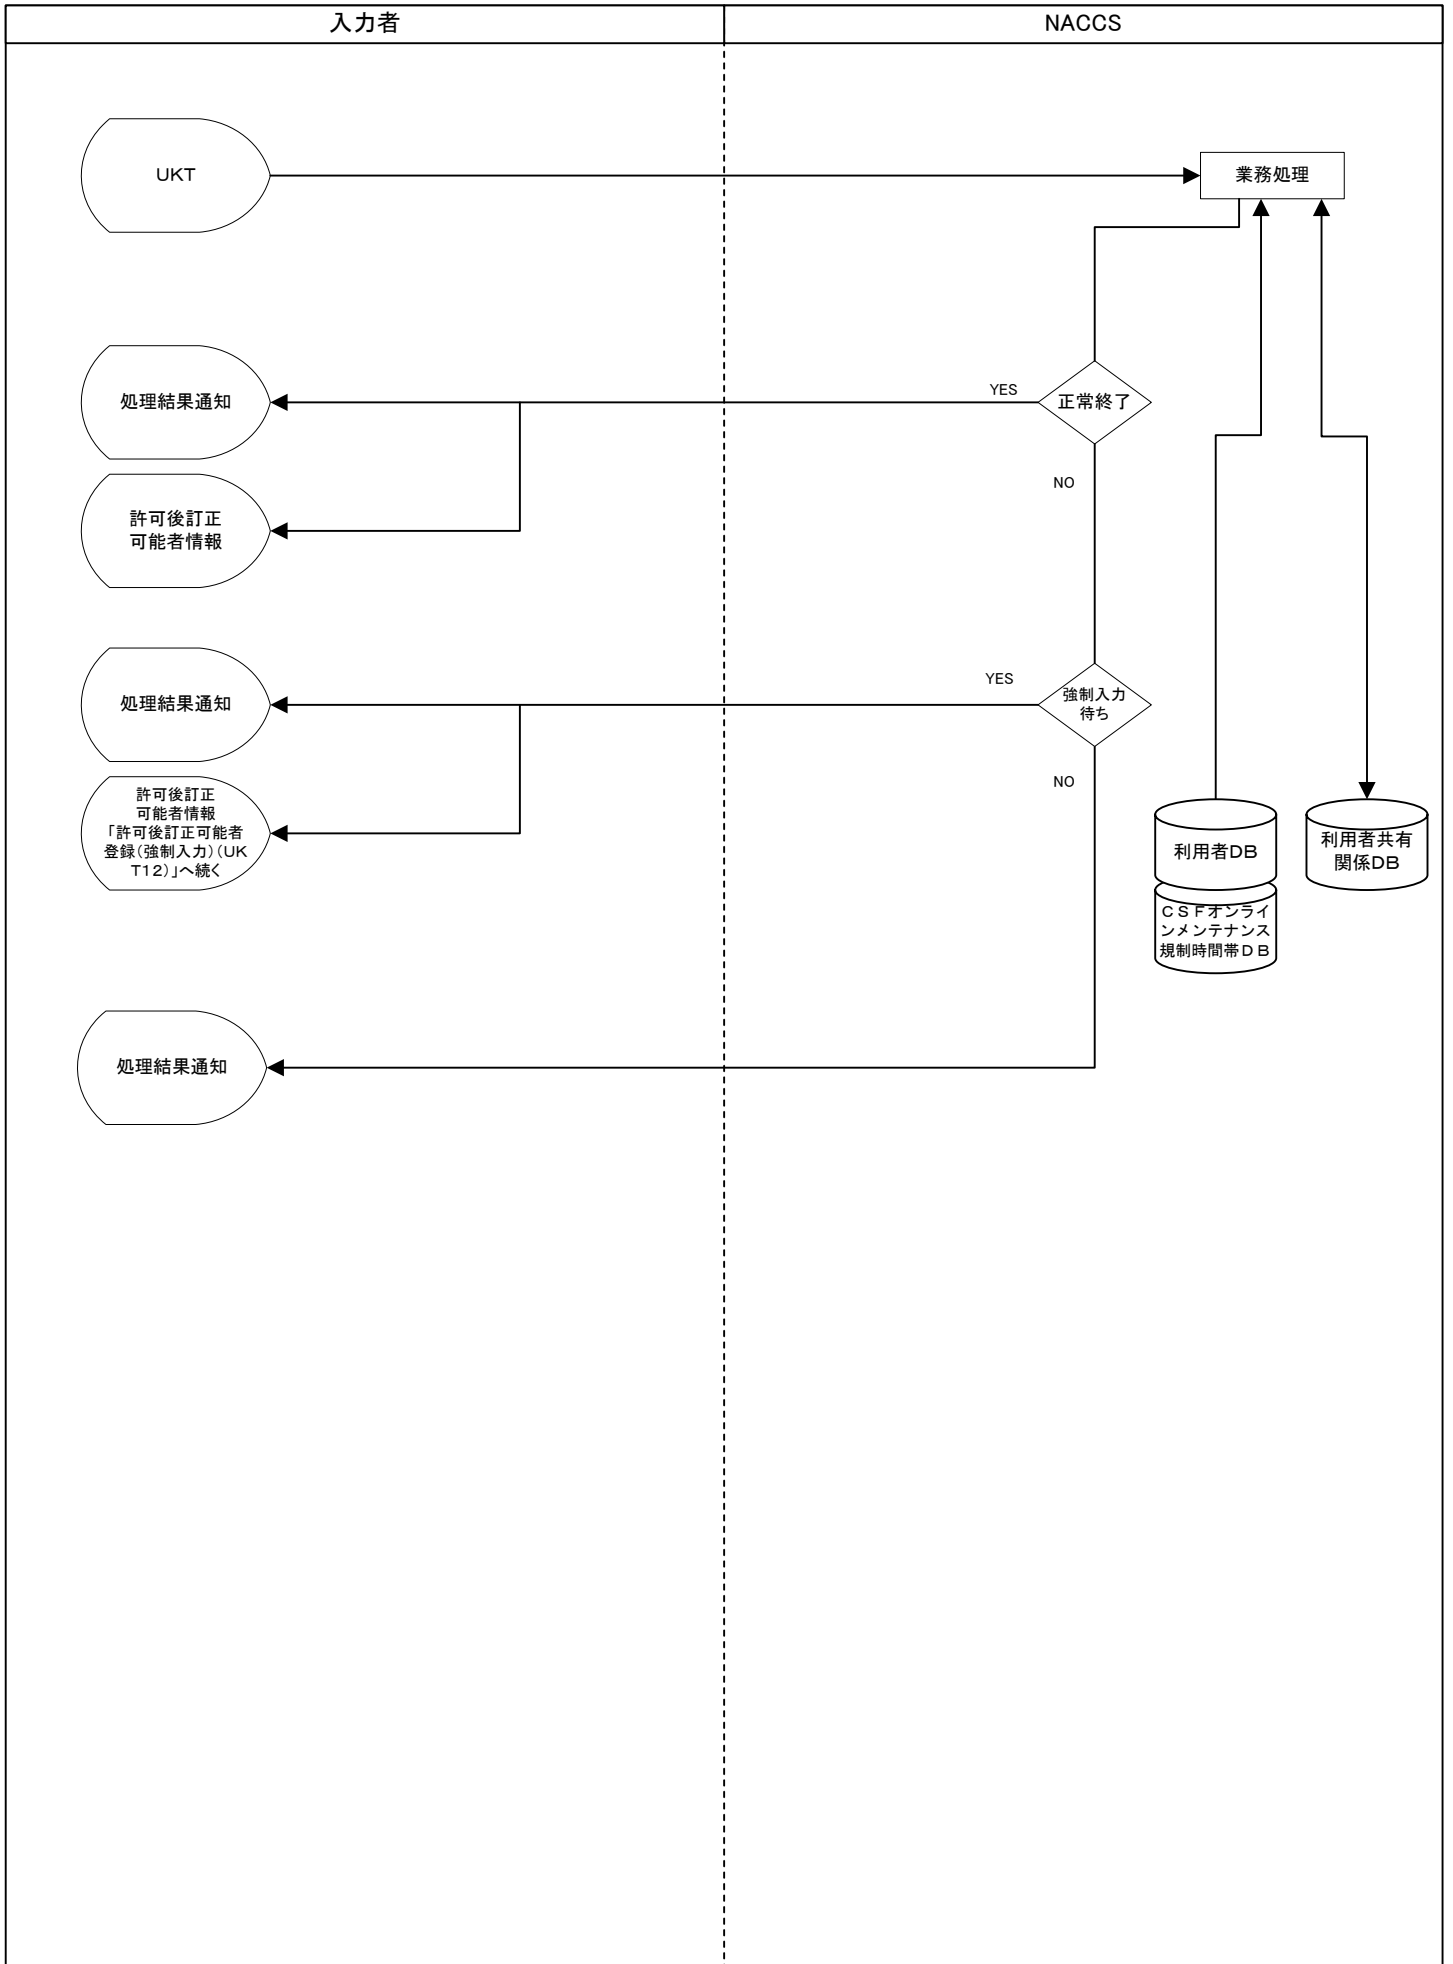 入力者
NACCS
UKT
業務処理
処理結果通知
YES
正常終了
NO
許可後訂正
可能者情報
処理結果通知
YES
強制入力
待ち
NO
許可後訂正
可能者情報
「許可後訂正可能者
登録(強制入力)(UK
T12)」へ続く
利用者DB
利用者共有
関係DB
CSFオンライ
ンメンテナンス
規制時間帯DB
処理結果通知